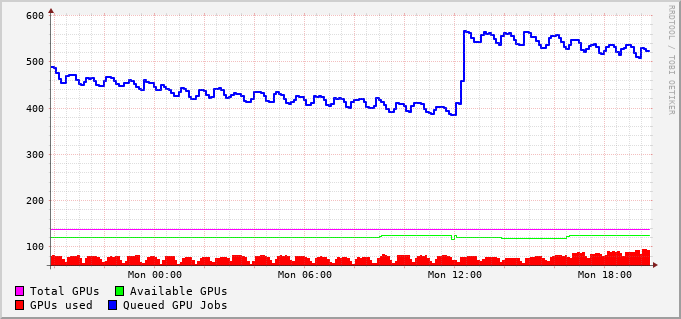 600
500
400
300
200
100
Mon 00:00 Mon 06:00 Mon 12:00 Mon 18:00
Total GPUs Available GPUs
GPUs used Queued GPU Jobs
RRDTOOL / TOBI OETIKER